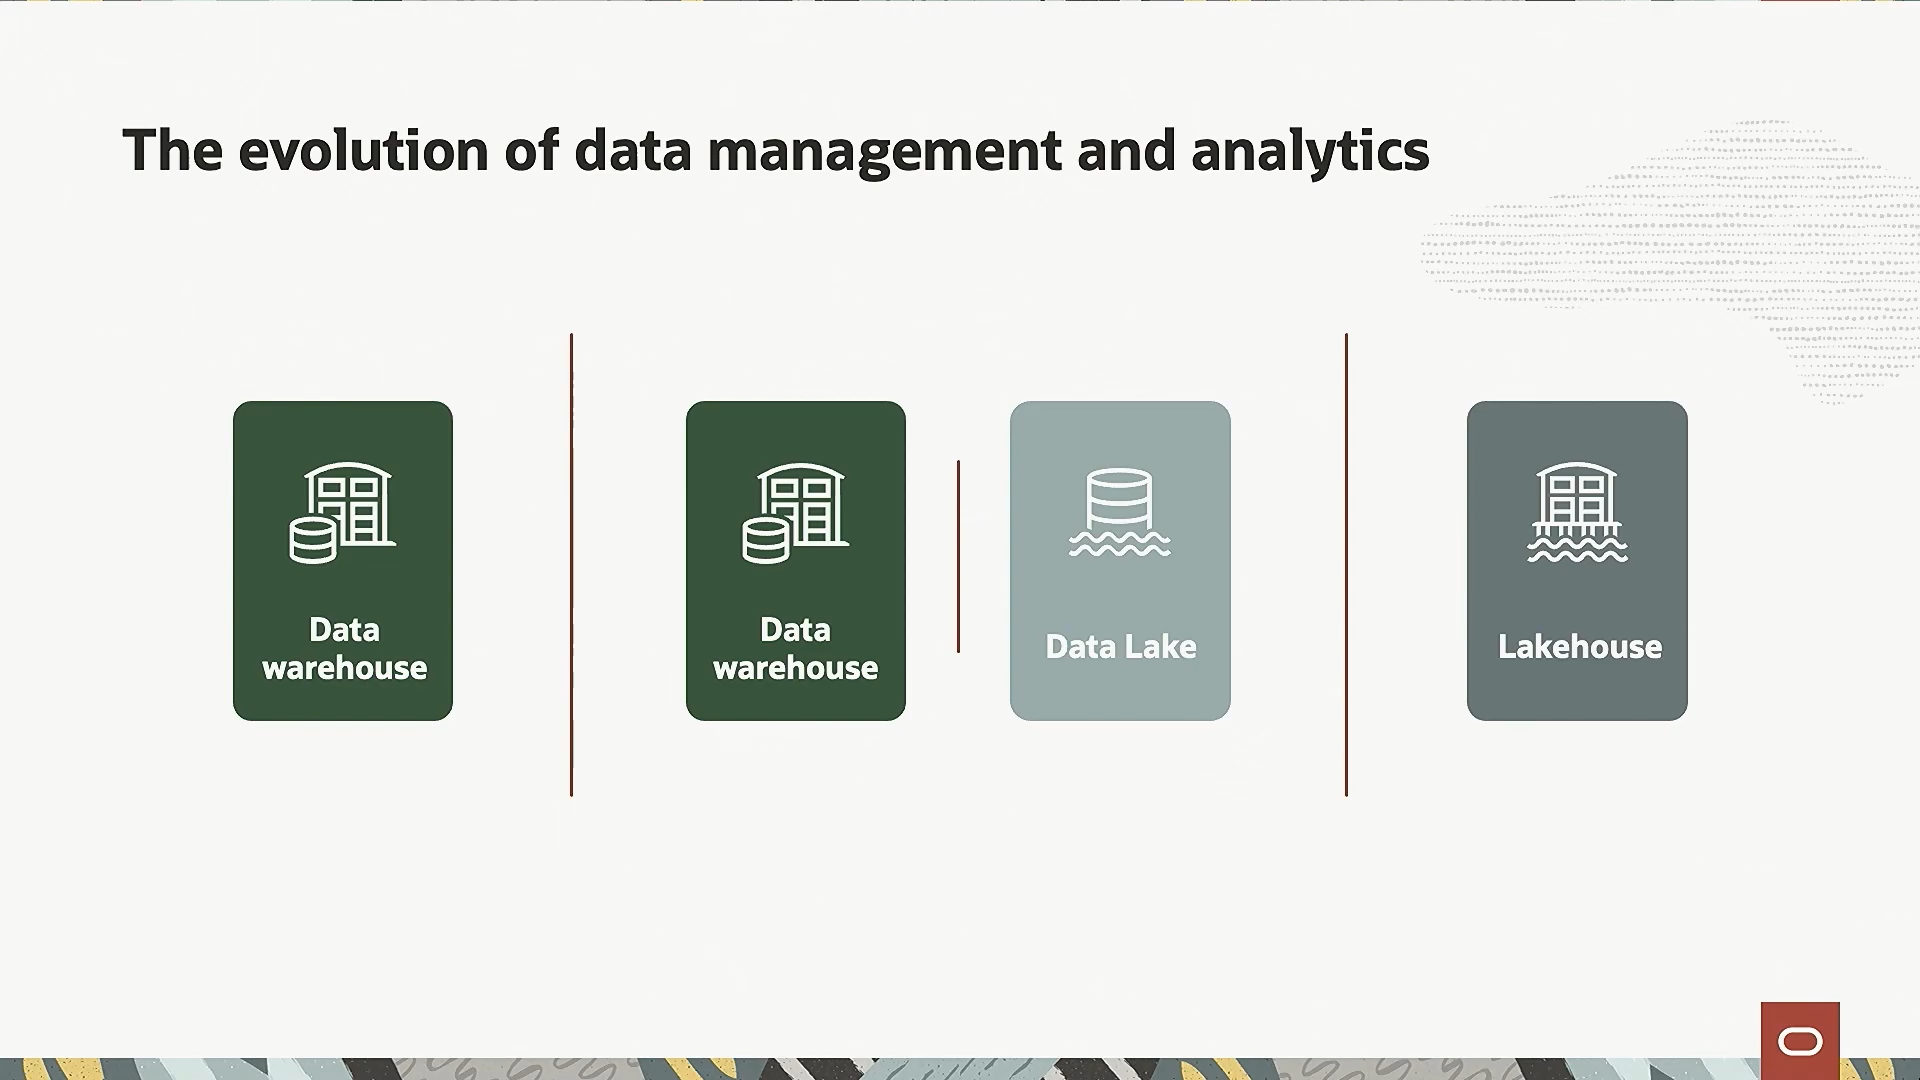 The evolution of data management and analytics
Data
warehouse
Data
warehouse
Data Lake
Lakehouse